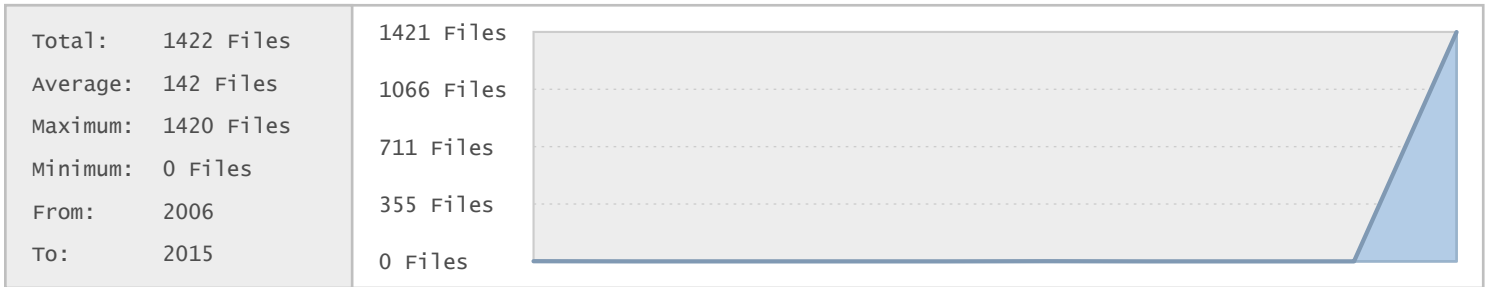 Total: 1422 Files
Average: 142 Files
Maximum: 1420 Files
Minimum: 0 Files
From: 2006
To: 2015
1421 Files
1066 Files
711 Files
355 Files
0 Files